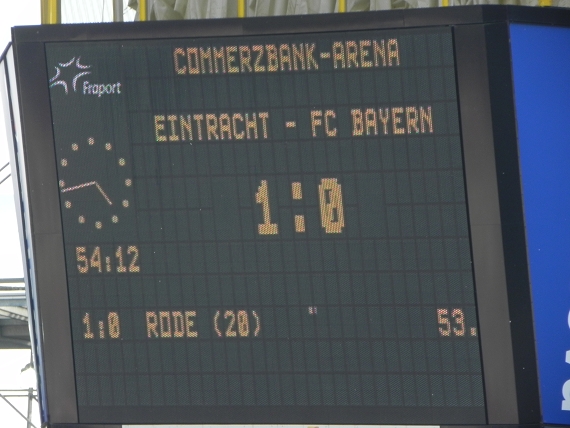 COMMERZBANK-ARENA
Fraport
EINTRACHT - FC BAYERN
1:0
54:12
1:0 RODE (20) 53.